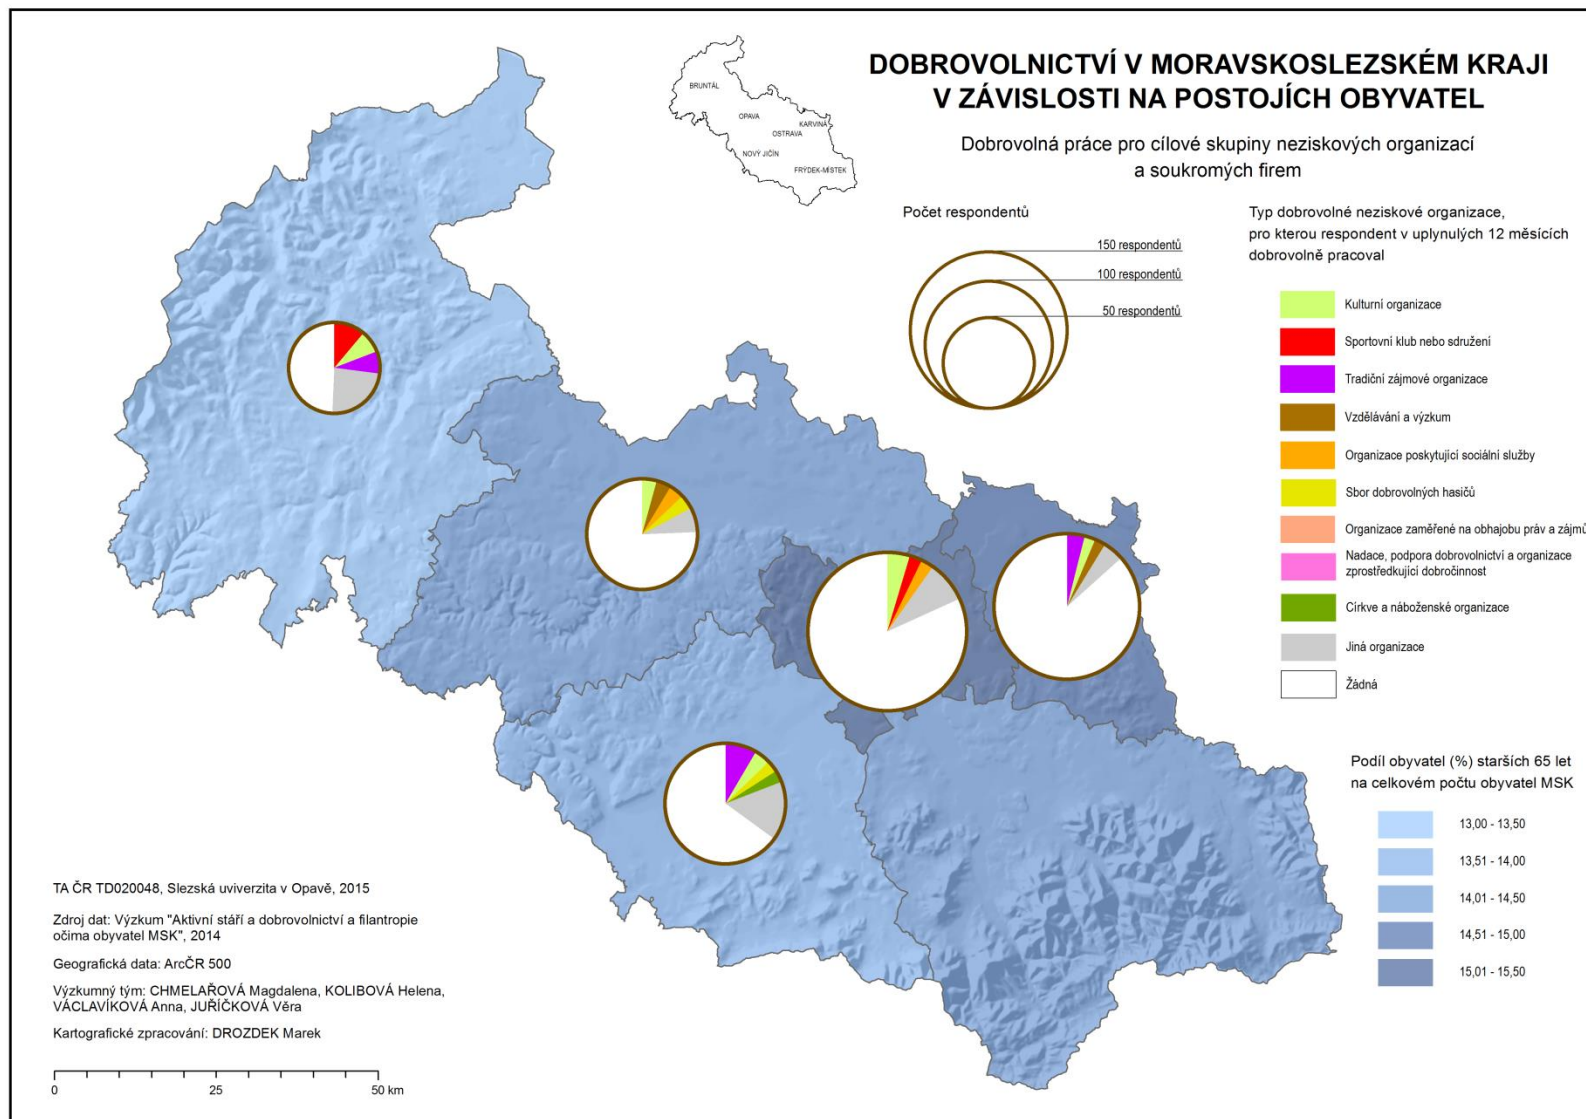 DOBROVOLNICTVÍ V MORAVSKOSLEZSKÉM KRAJI
V ZÁVISLOSTI NA POSTOJÍCH OBYVATEL
Dobrovolná práce pro cílové skupiny neziskových organizací
a soukromých firem
BRUNTÁL
OPAVA
KARVINÁ
OSTRAVA
NOVÝ JIČÍN
FRÝDEK-MÍSTEK
Počet respondentů
150 respondentů
100 respondentů
50 respondentů
Typ dobrovolné neziskové organizace,
pro kterou respondent v uplynulých 12 měsících
dobrovolně pracoval
Kulturní organizace
Sportovní klub nebo sdružení
Tradiční zájmové organizace
Vzdělávání a výzkum
Organizace poskytující sociální služby
Sbor dobrovolných hasičů
Organizace zaměřené na obhajobu práv a zájmů
Nadace, podpora dobrovolnictví a organizace
zprostředkující dobročinnost
Církve a náboženské organizace
Jiná organizace
Žádná
Podíl obyvatel (%) starších 65 let
na celkovém počtu obyvatel MSK
13,00 - 13,50
13,51 - 14,00
14,01 - 14,50
14,51 - 15,00
15,01 - 15,50
TA ČR TD020048, Slezská uviverzita v Opavě, 2015
Zdroj dat: Výzkum "Aktivní stáří a dobrovolnictví a filantropie
očima obyvatel MSK", 2014
Geografická data: ArcČR 500
Výzkumný tým: CHMELAŘOVÁ Magdalena, KOLIBOVÁ Helena,
VÁCLAVÍKOVÁ Anna, JUŘÍČKOVÁ Věra
Kartografické zpracování: DROZDEK Marek
0 25 50 km